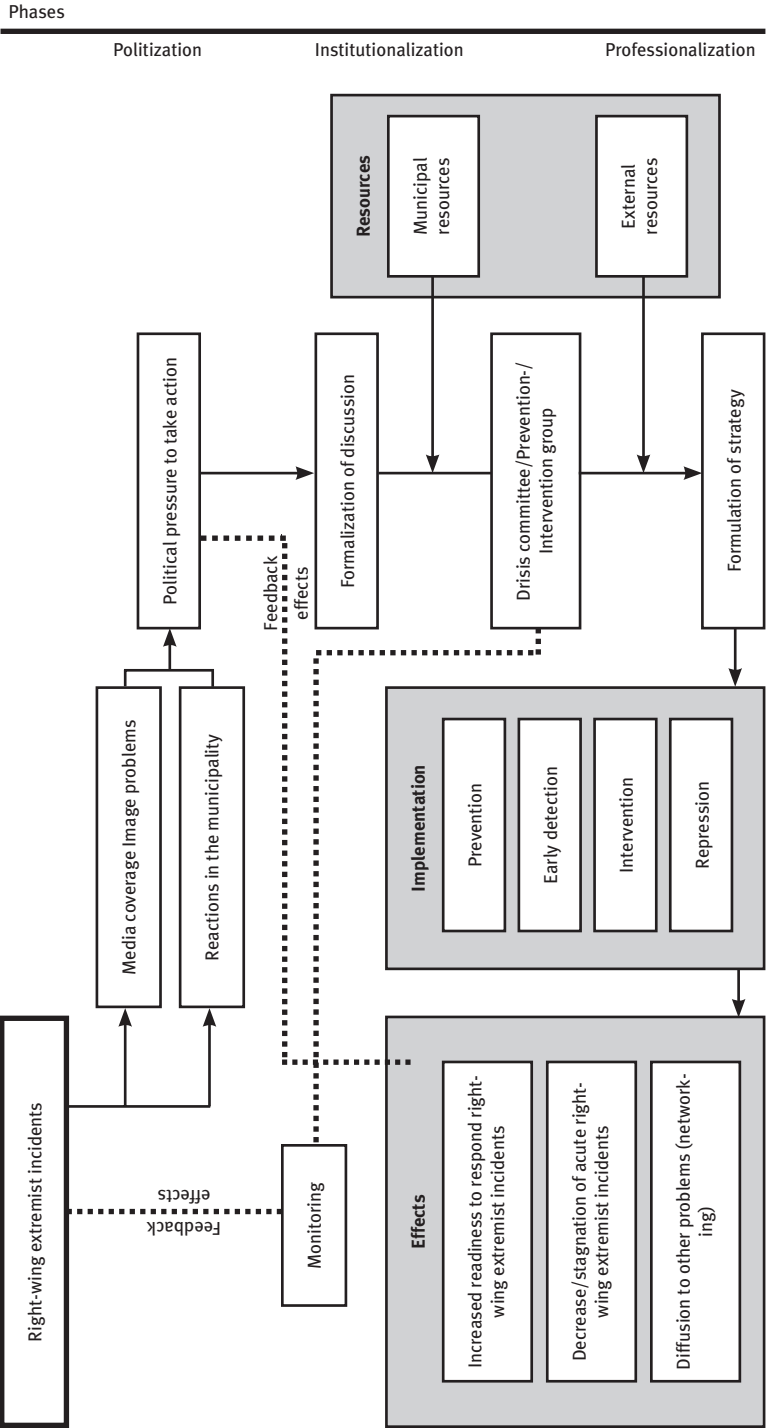 Phases
Politization
Institutionalization
Professionalization
Resources
Municipal
resources
External
resources
Political pressure to take action
Formalization of discussion
Drisis committee/Prevention-/
Intervention group
Formulation of strategy
Feedback
effects
Media coverage Image problems
Reactions in the municipality
Implementation
Prevention
Early detection
Intervention
Repression
Right-wing extremist incidents
Feedback
effects
Monitoring
Effects
Increased readiness to respond right-
wing extremist incidents
Decrease/stagnation of acute right-
wing extremist incidents
Diffusion to other problems (network-
ing)